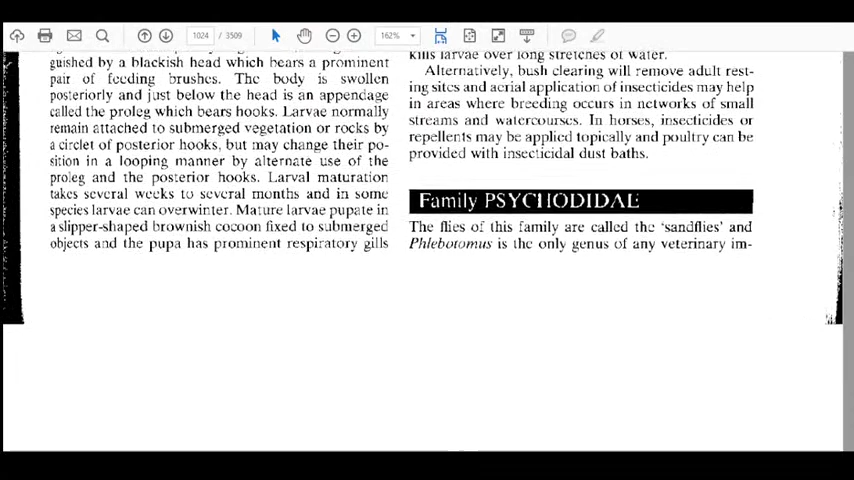 1024 / 3509
162%
guished by a blackish head which bears a prominent
pair of feeding brushes. The body is swollen
posteriorly and just below the head is an appendage
called the proleg which bears hooks. Larvae normally
remain attached to submerged vegetation or rocks by
a circlet of posterior hooks, but may change their po-
sition in a looping manner by alternate use of the
proleg and the posterior hooks. Larval maturation
takes several weeks to several months and in some
species larvae can overwinter. Mature larvae pupate in
a slipper-shaped brownish cocoon fixed to submerged
objects and the pupa has prominent respiratory gills
kills larvae over long stretches of water.
Alternatively, bush clearing will remove adult rest-
ing sites and aerial application of insecticides may help
in areas where breeding occurs in networks of small
streams and watercourses. In horses, insecticides or
repellents may be applied topically and poultry can be
provided with insecticidal dust baths.
Family PSYCHODIDAE
The flies of this family are called the 'sandflies' and
Phlebotomus is the only genus of any veterinary im-